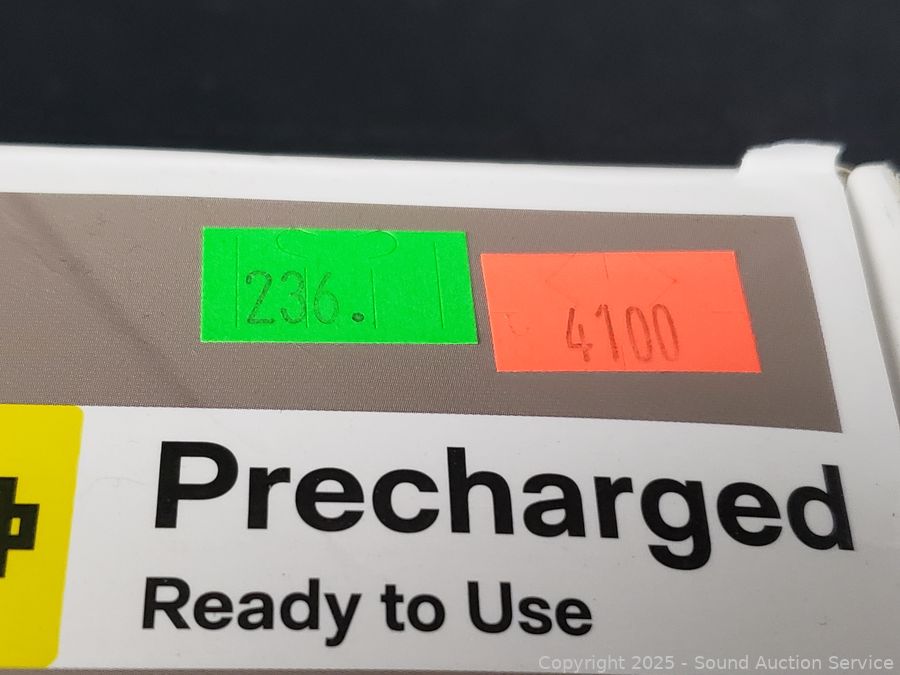 236.
4100
Precharged
Ready to Use
Copyright 2025 - Sound Auction Service